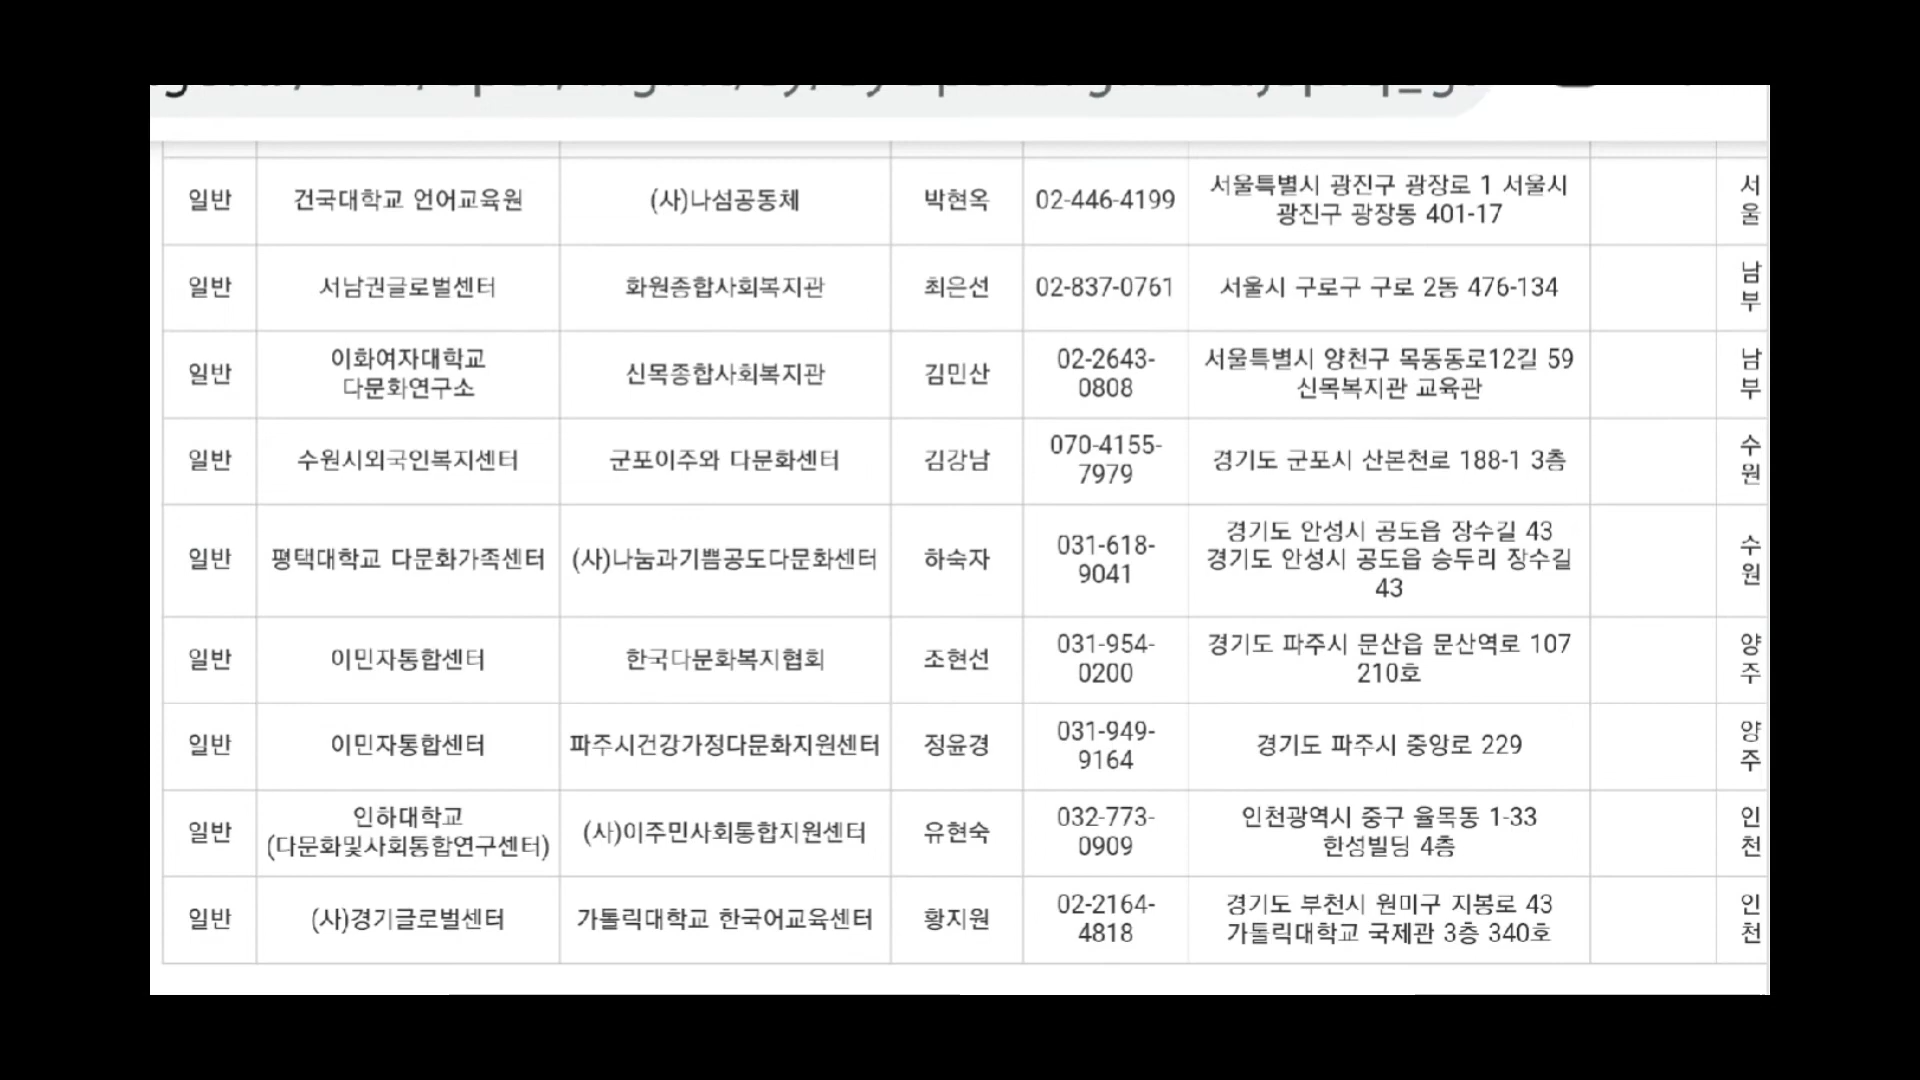 일반 건국대학교 언어교육원 (사)나섬공동체 박현옥 02-446-4199 서울특별시 광진구 광장로 1 서울시 광진구 광장동 401-17 서울
일반 서남권글로벌센터 화원종합사회복지관 최은선 02-837-0761 서울시 구로구 구로 2동 476-134 남부
일반 이화여자대학교 다문화연구소 신목종합사회복지관 김민산 02-2643-0808 서울특별시 양천구 목동동로12길 59 신목복지관 교육관 남부
일반 수원시외국인복지센터 군포이주와 다문화센터 김강남 070-4155-7979 경기도 군포시 산본천로 188-1 3층 수원
일반 평택대학교 다문화가족센터 (사)나눔과기쁨공도다문화센터 하숙자 031-618-9041 경기도 안성시 공도읍 장수길 43 경기도 안성시 공도읍 승두리 장수길 43 수원
일반 이민자통합센터 한국다문화복지협회 조현선 031-954-0200 경기도 파주시 문산읍 문산역로 107 210호 양주
일반 이민자통합센터 파주시건강가정다문화지원센터 정윤경 031-949-9164 경기도 파주시 중앙로 229 양주
일반 인하대학교 (다문화및사회통합연구센터) (사)이주민사회통합지원센터 유현숙 032-773-0909 인천광역시 중구 율목동 1-33 한성빌딩 4층 인천
일반 (사)경기글로벌센터 가톨릭대학교 한국어교육센터 황지원 02-2164-4818 경기도 부천시 원미구 지봉로 43 가톨릭대학교 국제관 3층 340호 인천